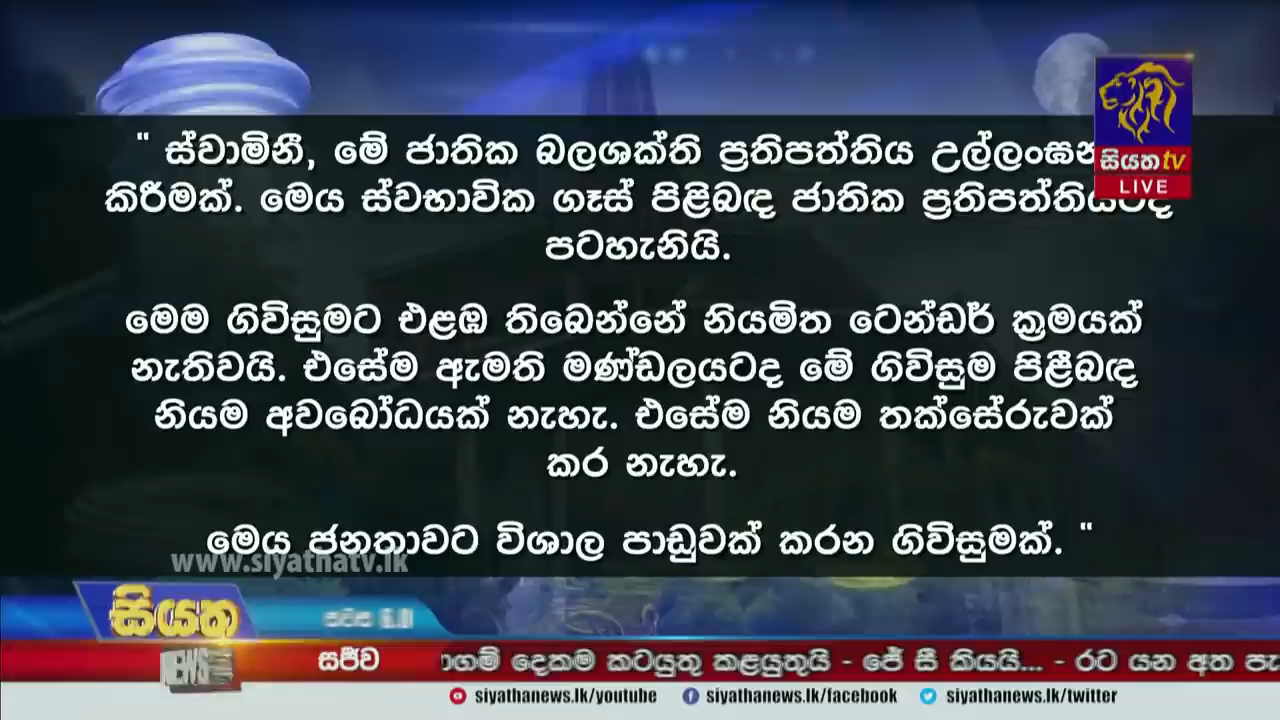 " ස්වාමිනී, මේ ජාතික බලශක්ති ප්‍රතිපත්තිය උල්ලංඝන
කිරීමක්. මෙය ස්වභාවික ගෑස් පිළිබඳ ජාතික ප්‍රතිපත්තියටද
පටහැනියි.
මෙම ගිවිසුමට එළඹ තිබෙන්නේ නියමිත ටෙන්ඩර් ක්‍රමයක්
නැතිවයි. එසේම ඇමති මණ්ඩලයටද මේ ගිවිසුම පිළීබඳ
නියම අවබෝධයක් නැහැ. එසේම නියම තක්සේරුවක්
කර නැහැ.
මෙය ජනතාවට විශාල පාඩුවක් කරන ගිවිසුමක්. "
සියත tv
LIVE
www.siyathatv.lk
සියත
NEWS
සජීව
ගම් දෙකම කටයුතු කළයුතුයි - ජේ සී කියයි... - රට යන අත පැ
siyathanews.lk/youtube
siyathanews.lk/facebook
siyathanews.lk/twitter